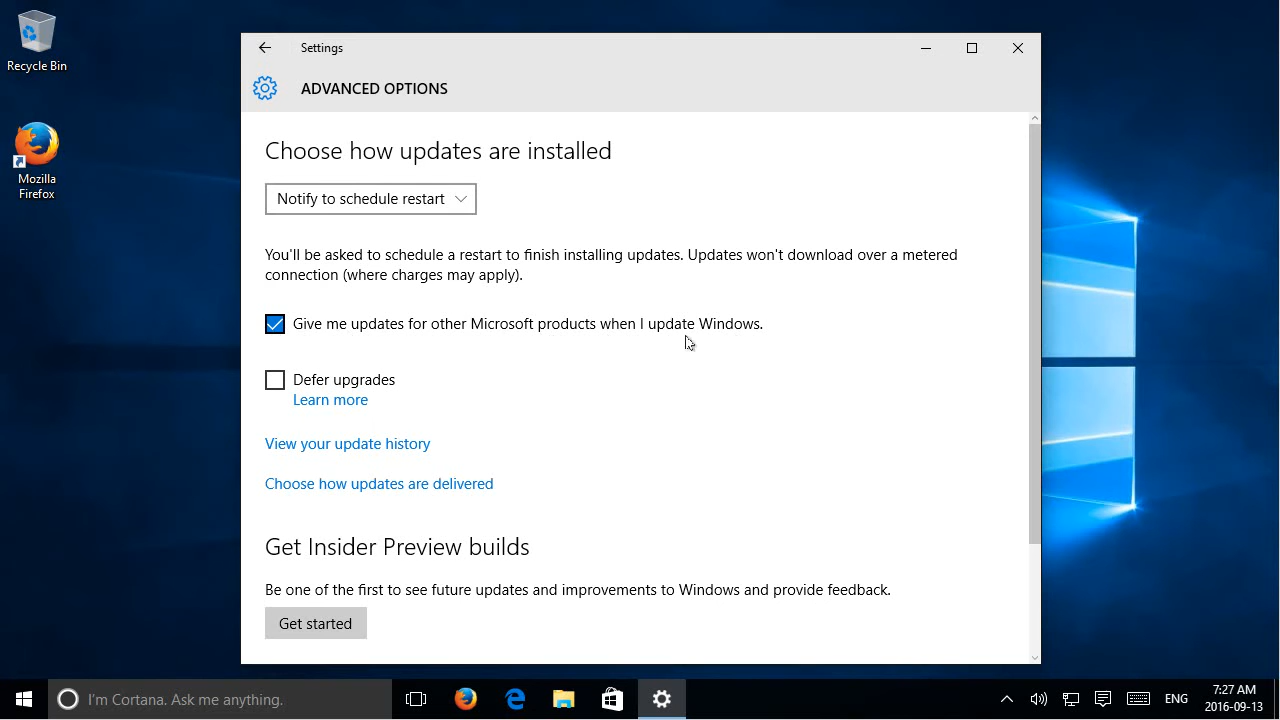 Recycle Bin
Mozilla
Firefox
Settings
ADVANCED OPTIONS
Choose how updates are installed
Notify to schedule restart
You'll be asked to schedule a restart to finish installing updates. Updates won't download over a metered
connection (where charges may apply).
Give me updates for other Microsoft products when I update Windows.
Defer upgrades
Learn more
View your update history
Choose how updates are delivered
Get Insider Preview builds
Be one of the first to see future updates and improvements to Windows and provide feedback.
Get started
I'm Cortana. Ask me anything.
ENG
7:27 AM
2016-09-13